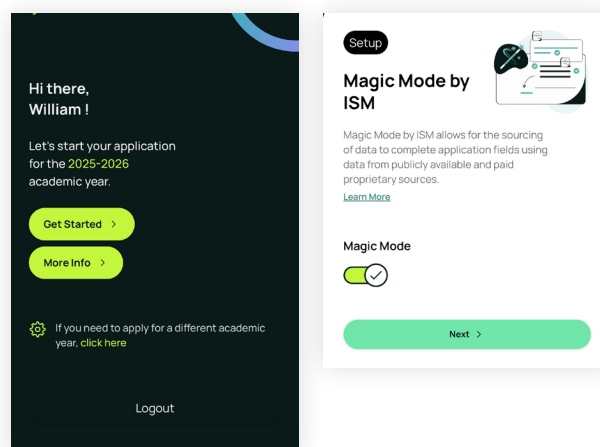 Hi there,
William !
Let's start your application
for the 2025-2026
academic year.
Get Started >
More Info >
If you need to apply for a different academic
year, click here
Logout
Setup
Magic Mode by
ISM
Magic Mode by ISM allows for the sourcing
of data to complete application fields using
data from publicly available and paid
proprietary sources.
Learn More
Magic Mode
Next >